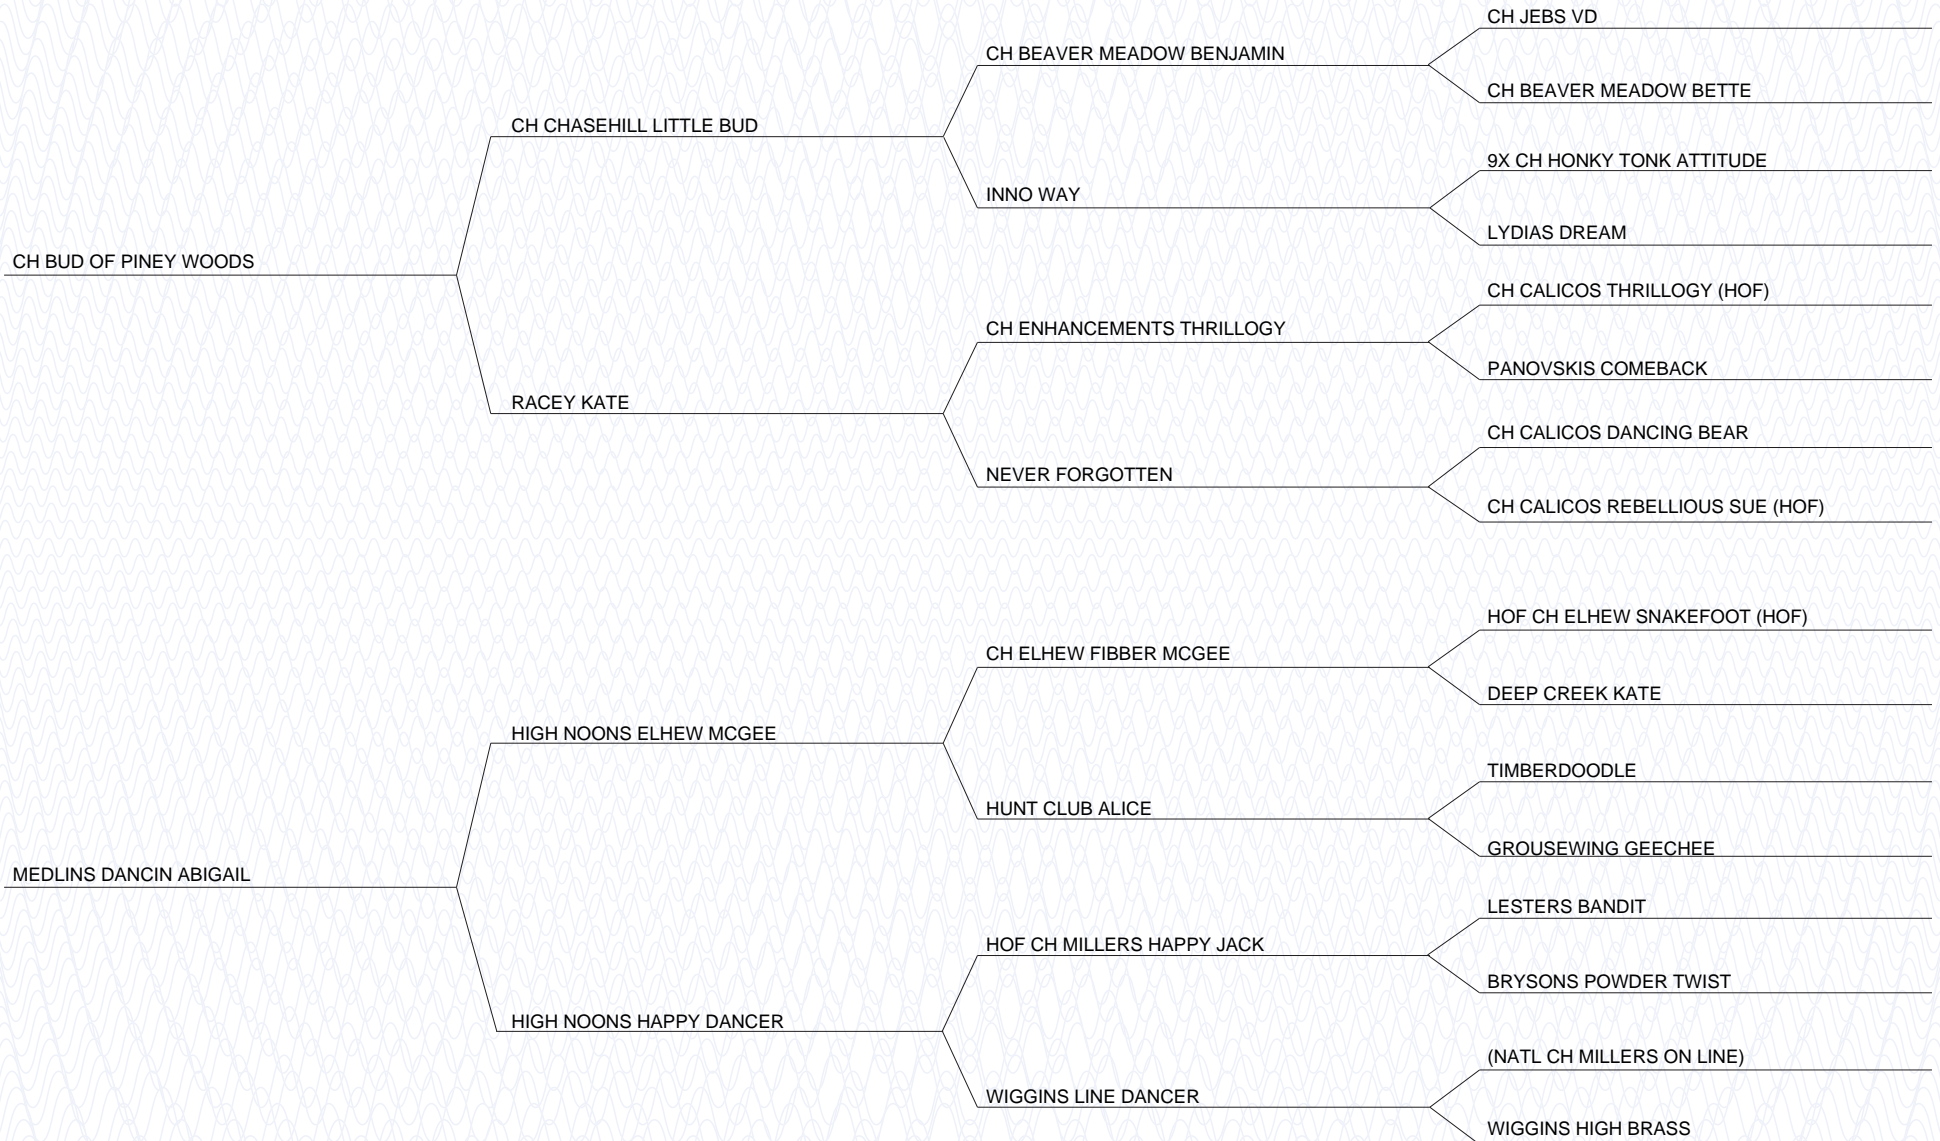 CH JEBS VD
CH BEAVER MEADOW BENJAMIN
CH BEAVER MEADOW BETTE
CH CHASEHILL LITTLE BUD
9X CH HONKY TONK ATTITUDE
INNO WAY
LYDIAS DREAM
CH BUD OF PINEY WOODS
CH CALICOS THRILLOGY (HOF)
CH ENHANCEMENTS THRILLOGY
PANOVSKIS COMEBACK
RACEY KATE
CH CALICOS DANCING BEAR
NEVER FORGOTTEN
CH CALICOS REBELLIOUS SUE (HOF)
HOF CH ELHEW SNAKEFOOT (HOF)
CH ELHEW FIBBER MCGEE
DEEP CREEK KATE
HIGH NOONS ELHEW MCGEE
TIMBERDOODLE
HUNT CLUB ALICE
GROUSEWING GEECHEE
MEDLINS DANCIN ABIGAIL
LESTERS BANDIT
HOF CH MILLERS HAPPY JACK
BRYSONS POWDER TWIST
HIGH NOONS HAPPY DANCER
(NATL CH MILLERS ON LINE)
WIGGINS LINE DANCER
WIGGINS HIGH BRASS